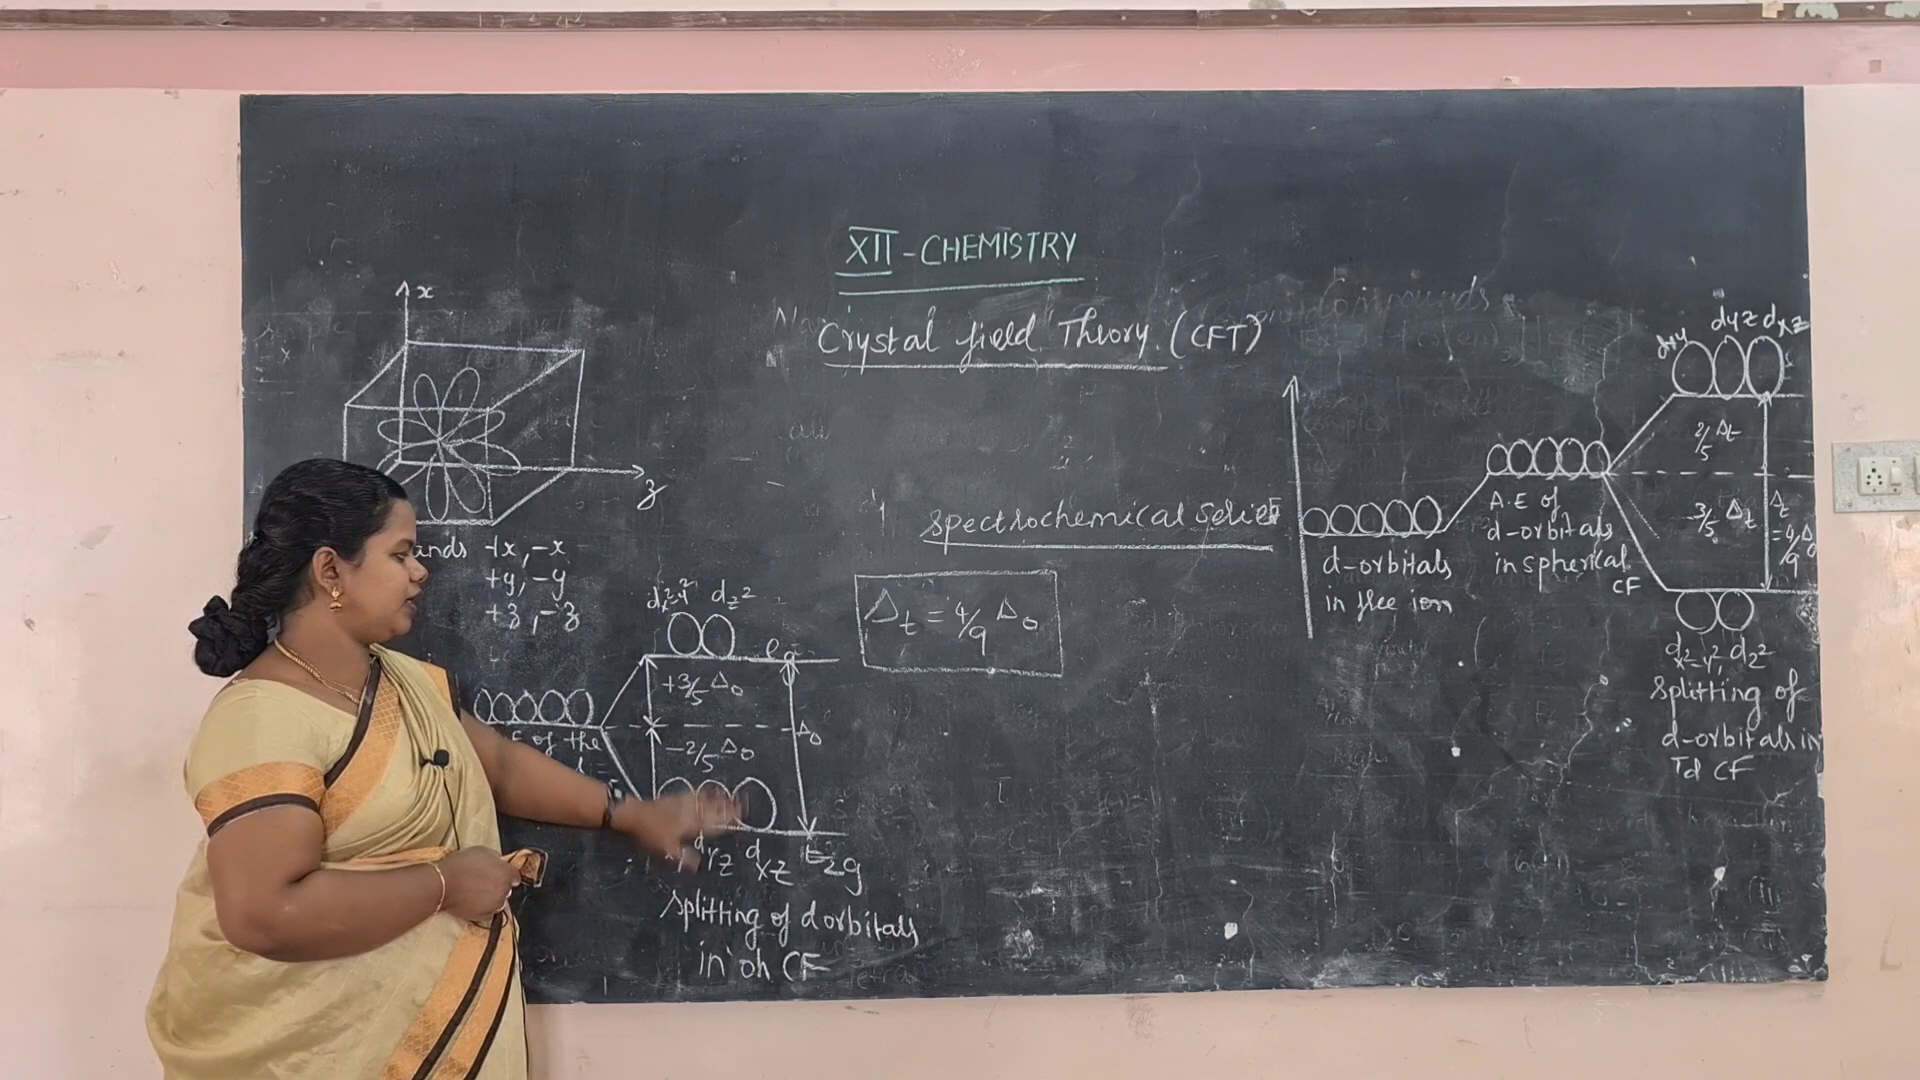 XII - CHEMISTRY
Crystal field Theory (CFT)
x
z
+x, -x
+y, -y
+z, -z
dx²-y² dz²
eg
+3/5 Δo
-2/5 Δo
Δo
of the
dyz dxz t2g
splitting of d orbitals
in oh CF
Spectrochemical Series
Δt = 4/9 Δo
E
d-orbitals
in free ion
A.E of
d-orbitals
in spherical
CF
dxy dyz dxz
2/5 Δt
-3/5 Δt
Δt
= 4/9 Δo
dx²-y², dz²
splitting of
d-orbitals in
Td CF